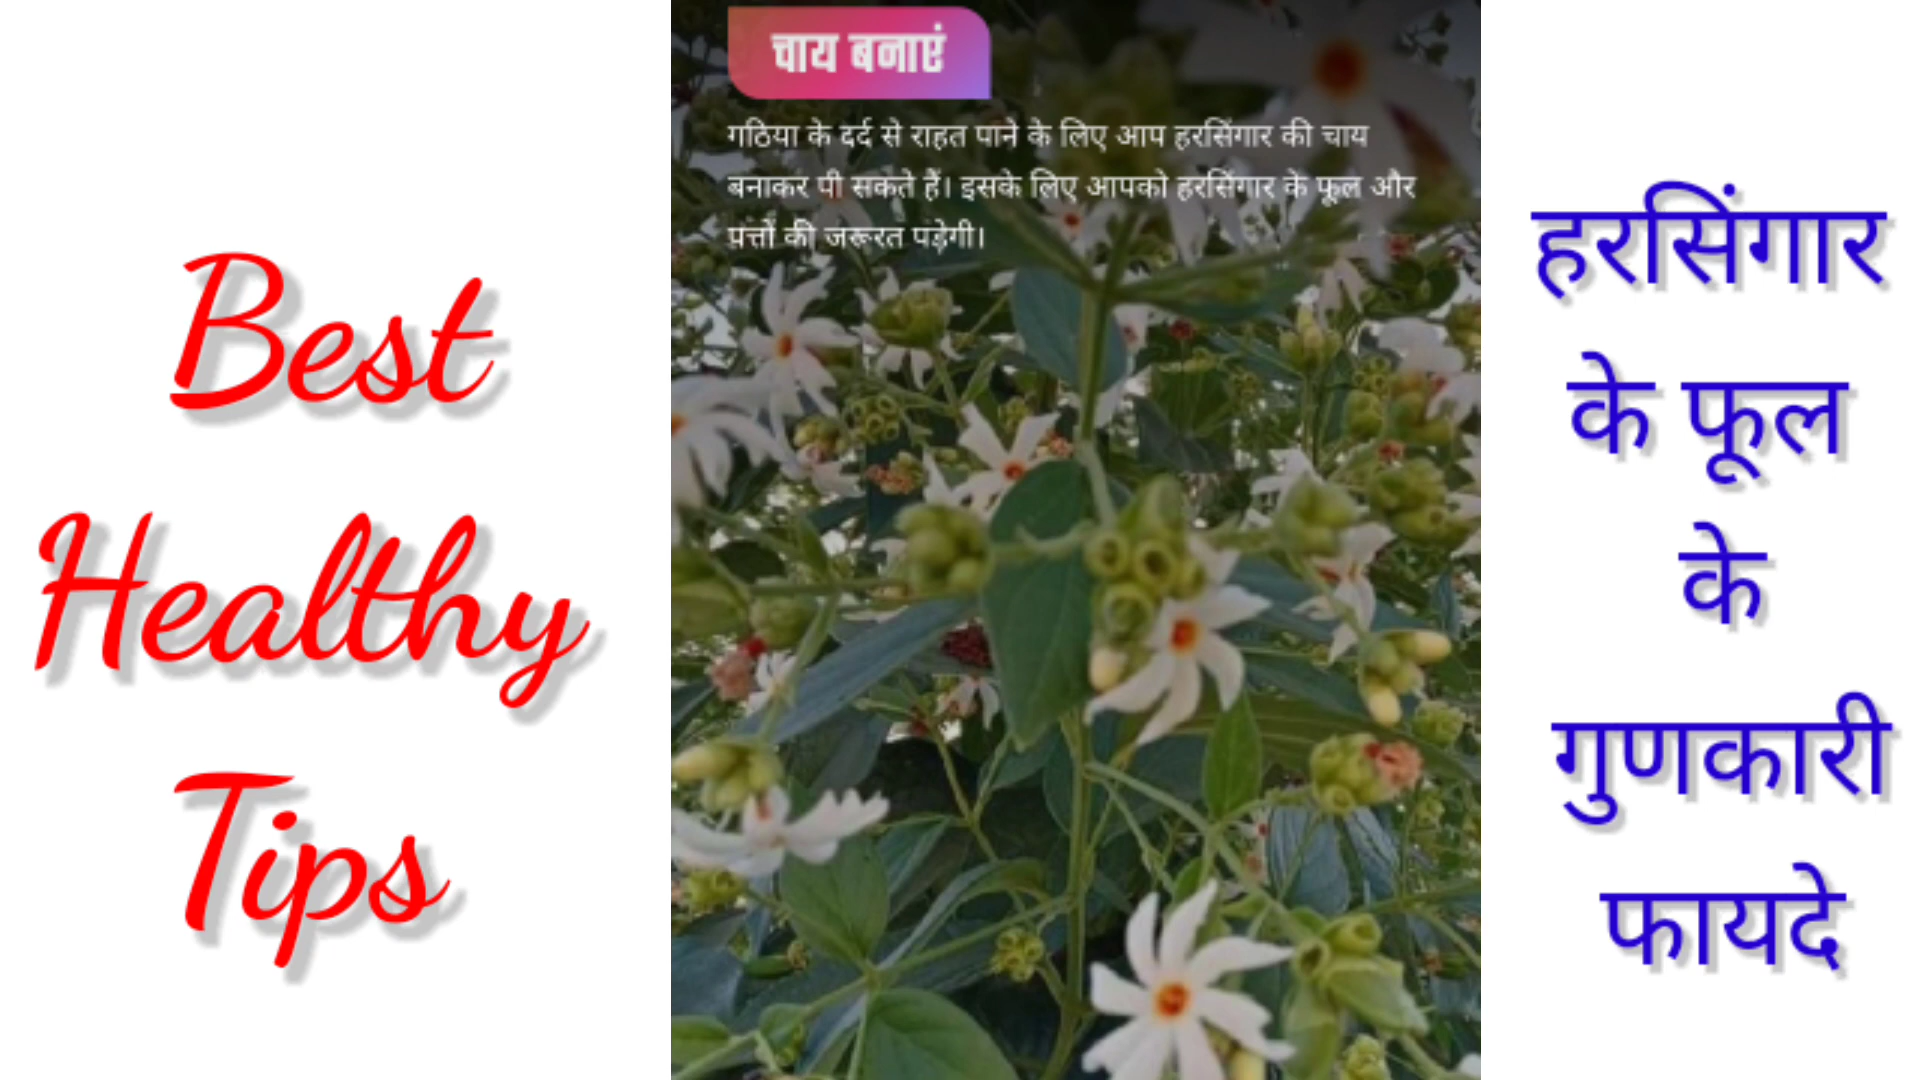 Best
Healthy
Tips
चाय बनाएं
गठिया के दर्द से राहत पाने के लिए आप हरसिंगार की चाय
बनाकर पी सकते हैं। इसके लिए आपको हरसिंगार के फूल और
पत्तों की जरूरत पड़ेगी।
हरसिंगार
के फूल
के
गुणकारी
फायदे